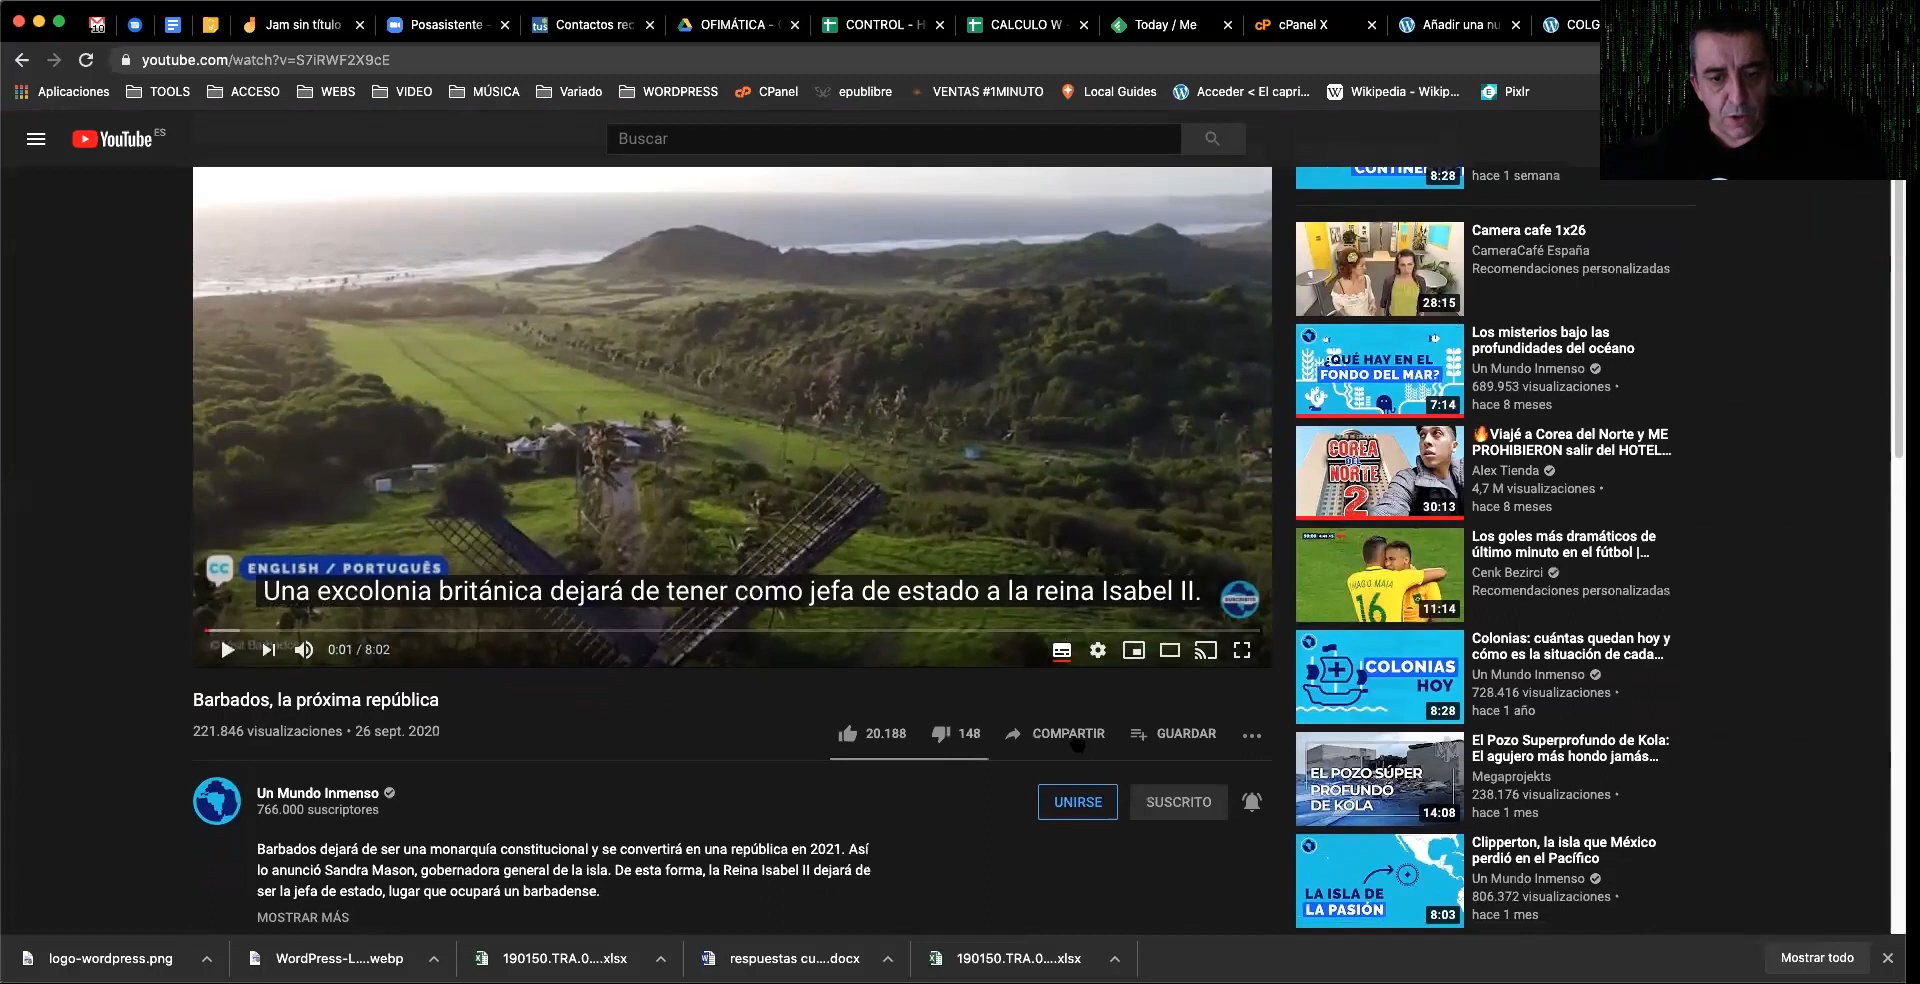 10
Jam sin título
Posasistente -
tus
Contactos rec
OFIMÁTICA -
CONTROL - H
CALCULO W -
Today / Me
cP
cPanel X
Añadir una nu
COLG
youtube.com/watch?v=S7iRWF2X9cE
Aplicaciones
TOOLS
ACCESO
WEBS
VIDEO
MÚSICA
Variado
WORDPRESS
cP
CPanel
epublibre
VENTAS #1MINUTO
Local Guides
Acceder < El capri...
W
Wikipedia - Wikip...
Pixlr
YouTube ES
Buscar
CC
ENGLISH / PORTUGUÊS
Una excolonia británica dejará de tener como jefa de estado a la reina Isabel II.
0:01 / 8:02
Barbados, la próxima república
221.846 visualizaciones • 26 sept. 2020
20.188
148
COMPARTIR
GUARDAR
Un Mundo Inmenso
766.000 suscriptores
UNIRSE
SUSCRITO
Barbados dejará de ser una monarquía constitucional y se convertirá en una república en 2021. Así
lo anunció Sandra Mason, gobernadora general de la isla. De esta forma, la Reina Isabel II dejará de
ser la jefa de estado, lugar que ocupará un barbadense.
MOSTRAR MÁS
8:28
hace 1 semana
28:15
Camera cafe 1x26
CameraCafé España
Recomendaciones personalizadas
¿QUÉ HAY EN EL
FONDO DEL MAR?
7:14
Los misterios bajo las
profundidades del océano
Un Mundo Inmenso
689.953 visualizaciones •
hace 8 meses
COREA
DEL
NORTE
2
30:13
Viajé a Corea del Norte y ME
PROHIBIERON salir del HOTEL...
Alex Tienda
4,7 M visualizaciones •
hace 8 meses
THIAGO MAIA
16
11:14
Los goles más dramáticos de
último minuto en el fútbol |...
Cenk Bezirci
Recomendaciones personalizadas
COLONIAS
HOY
8:28
Colonias: cuántas quedan hoy y
cómo es la situación de cada...
Un Mundo Inmenso
728.416 visualizaciones •
hace 1 año
EL POZO SÚPER
PROFUNDO
DE KOLA
14:08
El Pozo Superprofundo de Kola:
El agujero más hondo jamás...
Megaprojekts
238.176 visualizaciones •
hace 1 mes
LA ISLA DE
LA PASIÓN
8:03
Clipperton, la isla que México
perdió en el Pacífico
Un Mundo Inmenso
806.372 visualizaciones •
hace 1 mes
logo-wordpress.png
WordPress-L....webp
190150.TRA.0....xlsx
respuestas cu....docx
190150.TRA.0....xlsx
Mostrar todo